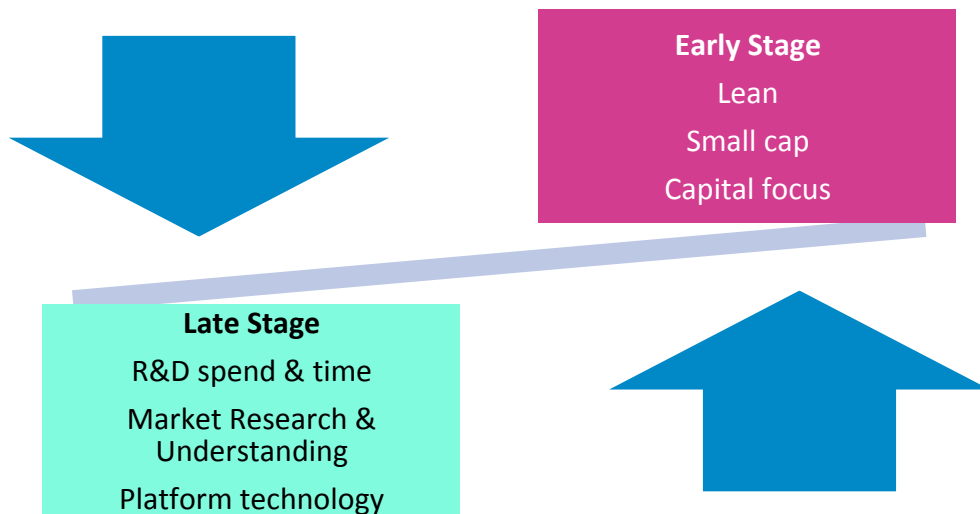 Early Stage
Lean
Small cap
Capital focus
Late Stage
R&D spend & time
Market Research &
Understanding
Platform technology